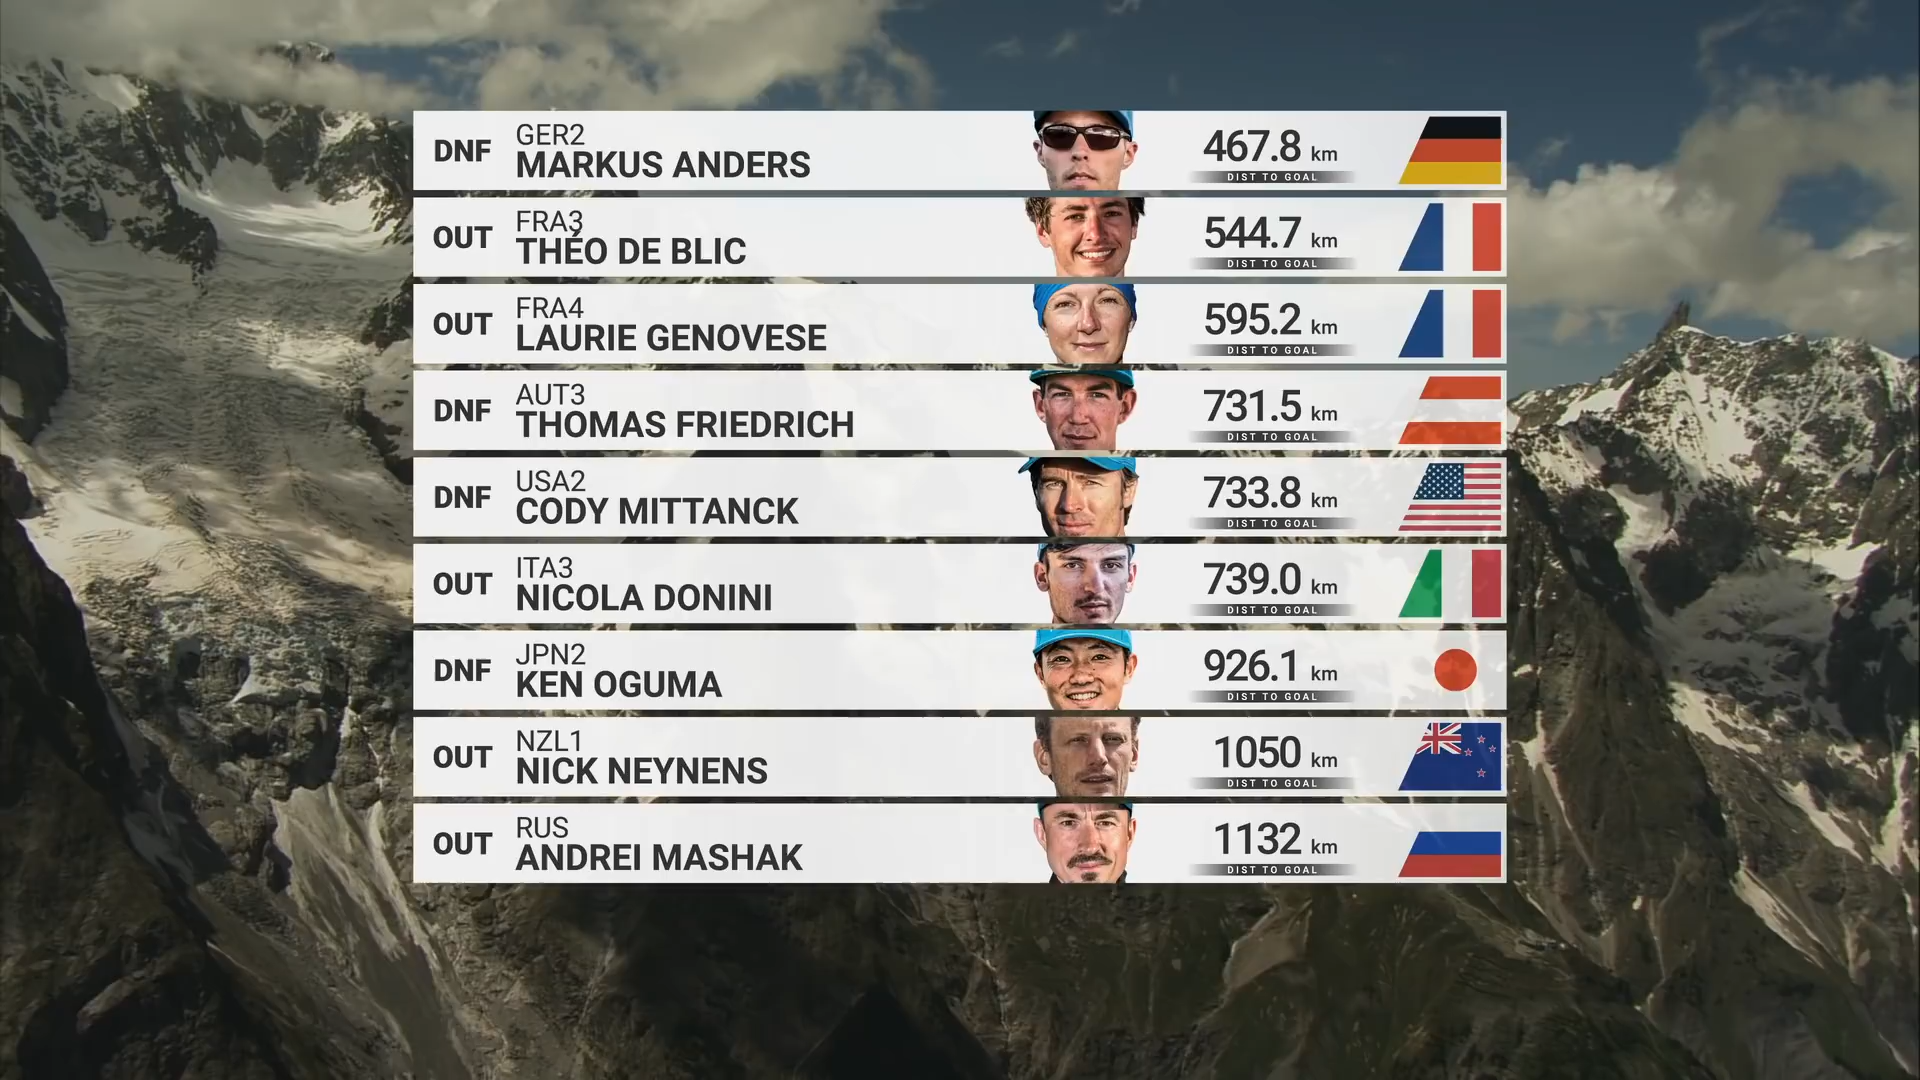 DNF
GER2
MARKUS ANDERS
467.8 km
DIST TO GOAL
OUT
FRA3
THÉO DE BLIC
544.7 km
DIST TO GOAL
OUT
FRA4
LAURIE GENOVESE
595.2 km
DIST TO GOAL
DNF
AUT3
THOMAS FRIEDRICH
731.5 km
DIST TO GOAL
DNF
USA2
CODY MITTANCK
733.8 km
DIST TO GOAL
OUT
ITA3
NICOLA DONINI
739.0 km
DIST TO GOAL
DNF
JPN2
KEN OGUMA
926.1 km
DIST TO GOAL
OUT
NZL1
NICK NEYNENS
1050 km
DIST TO GOAL
OUT
RUS
ANDREI MASHAK
1132 km
DIST TO GOAL